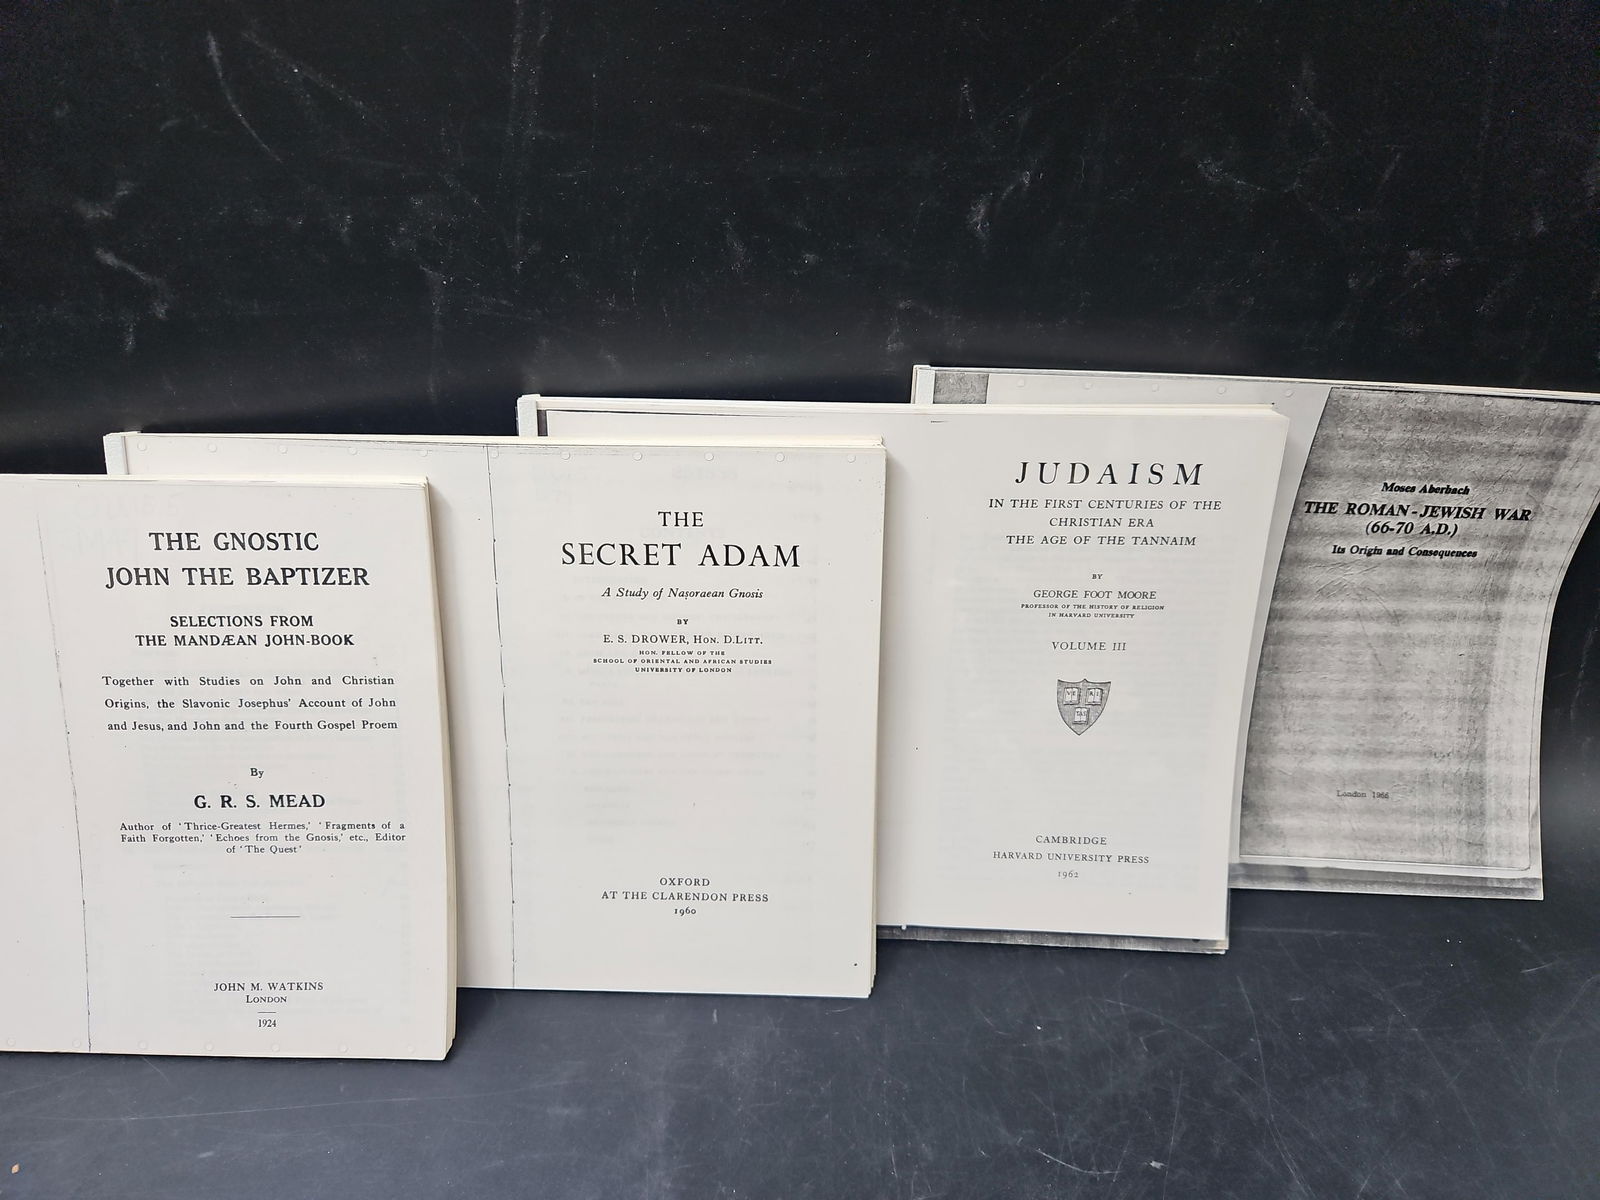 THE GNOSTIC
JOHN THE BAPTIZER
SELECTIONS FROM
THE MANDÆAN JOHN-BOOK
Together with Studies on John and Christian
Origins, the Slavonic Josephus' Account of John
and Jesus, and John and the Fourth Gospel Proem
By
G. R. S. MEAD
Author of 'Thrice-Greatest Hermes,' 'Fragments of a
Faith Forgotten,' 'Echoes from the Gnosis,' etc., Editor
of 'The Quest'
JOHN M. WATKINS
LONDON
1924
THE
SECRET ADAM
A Study of Naṣoraean Gnosis
BY
E. S. DROWER, HON. D.LITT.
HON. FELLOW OF THE
SCHOOL OF ORIENTAL AND AFRICAN STUDIES
UNIVERSITY OF LONDON
OXFORD
AT THE CLARENDON PRESS
1960
JUDAISM
IN THE FIRST CENTURIES OF THE
CHRISTIAN ERA
THE AGE OF THE TANNAIM
BY
GEORGE FOOT MOORE
PROFESSOR OF THE HISTORY OF RELIGION
IN HARVARD UNIVERSITY
VOLUME III
VE RI
TAS
CAMBRIDGE
HARVARD UNIVERSITY PRESS
1962
Moses Aberbach
THE ROMAN-JEWISH WAR
(66-70 A.D.)
Its Origin and Consequences
London 1966